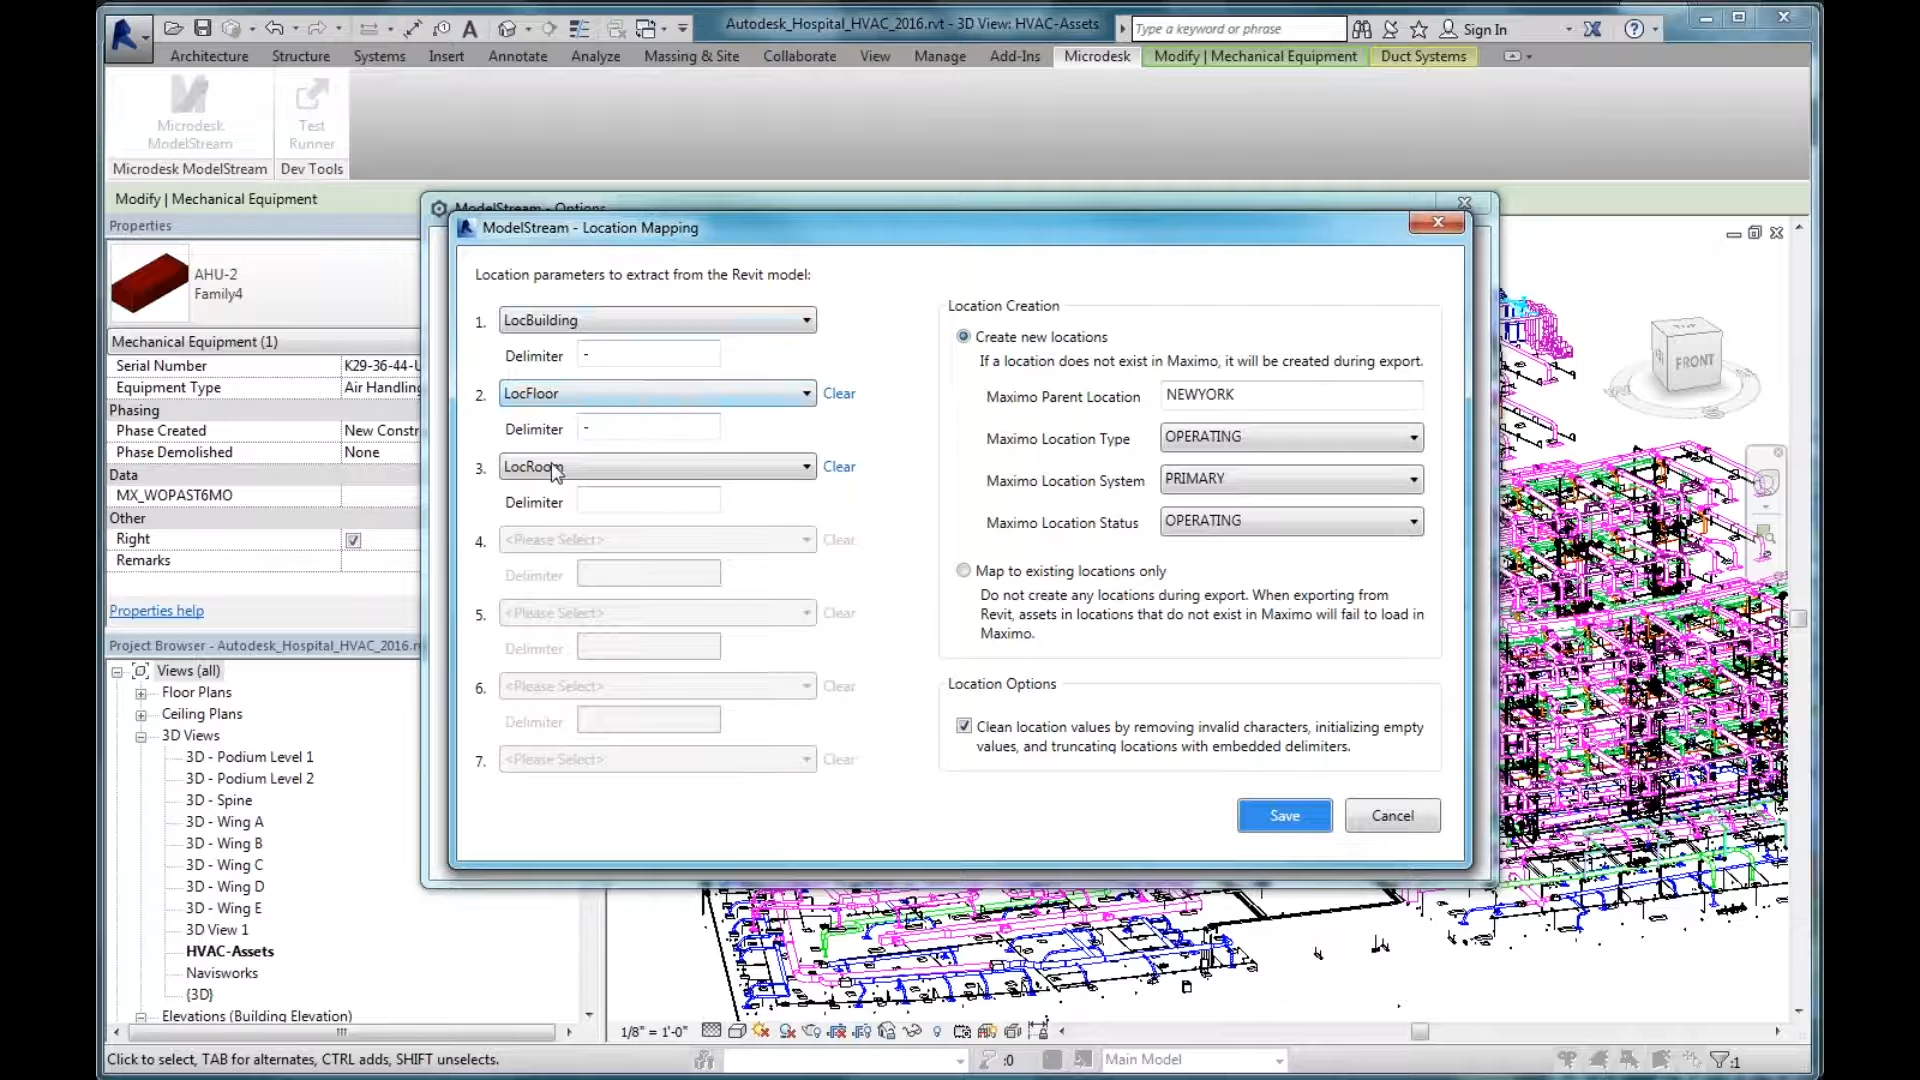 Autodesk_Hospital_HVAC_2016.rvt - 3D View: HVAC-Assets
Type a keyword or phrase
Sign In
Architecture Structure Systems Insert Annotate Analyze Massing & Site Collaborate View Manage Add-Ins Microdesk Modify | Mechanical Equipment Duct Systems
Microdesk
ModelStream
Test
Runner
Microdesk ModelStream
Dev Tools
Modify | Mechanical Equipment
Properties
AHU-2
Family4
Mechanical Equipment (1)
Serial Number K29-36-44-
Equipment Type Air Handling
Phasing
Phase Created New Constr
Phase Demolished None
Data
MX_WOPAST6MO
Other
Right
Remarks
Properties help
Project Browser - Autodesk_Hospital_HVAC_2016.
Views (all)
Floor Plans
Ceiling Plans
3D Views
3D - Podium Level 1
3D - Podium Level 2
3D - Spine
3D - Wing A
3D - Wing B
3D - Wing C
3D - Wing D
3D - Wing E
3D View 1
HVAC-Assets
Navisworks
{3D}
Elevations (Building Elevation)
ModelStream - Options
ModelStream - Location Mapping
Location parameters to extract from the Revit model:
1. LocBuilding
Delimiter -
2. LocFloor Clear
Delimiter -
3. LocRoom Clear
Delimiter
4. <Please Select> Clear
Delimiter
5. <Please Select> Clear
Delimiter
6. <Please Select> Clear
Delimiter
7. <Please Select> Clear
Location Creation
Create new locations
If a location does not exist in Maximo, it will be created during export.
Maximo Parent Location NEWYORK
Maximo Location Type OPERATING
Maximo Location System PRIMARY
Maximo Location Status OPERATING
Map to existing locations only
Do not create any locations during export. When exporting from
Revit, assets in locations that do not exist in Maximo will fail to load in
Maximo.
Location Options
Clean location values by removing invalid characters, initializing empty
values, and truncating locations with embedded delimiters.
Save
Cancel
TOP
FRONT
1/8" = 1'-0"
Click to select, TAB for alternates, CTRL adds, SHIFT unselects.
:0
Main Model
:1